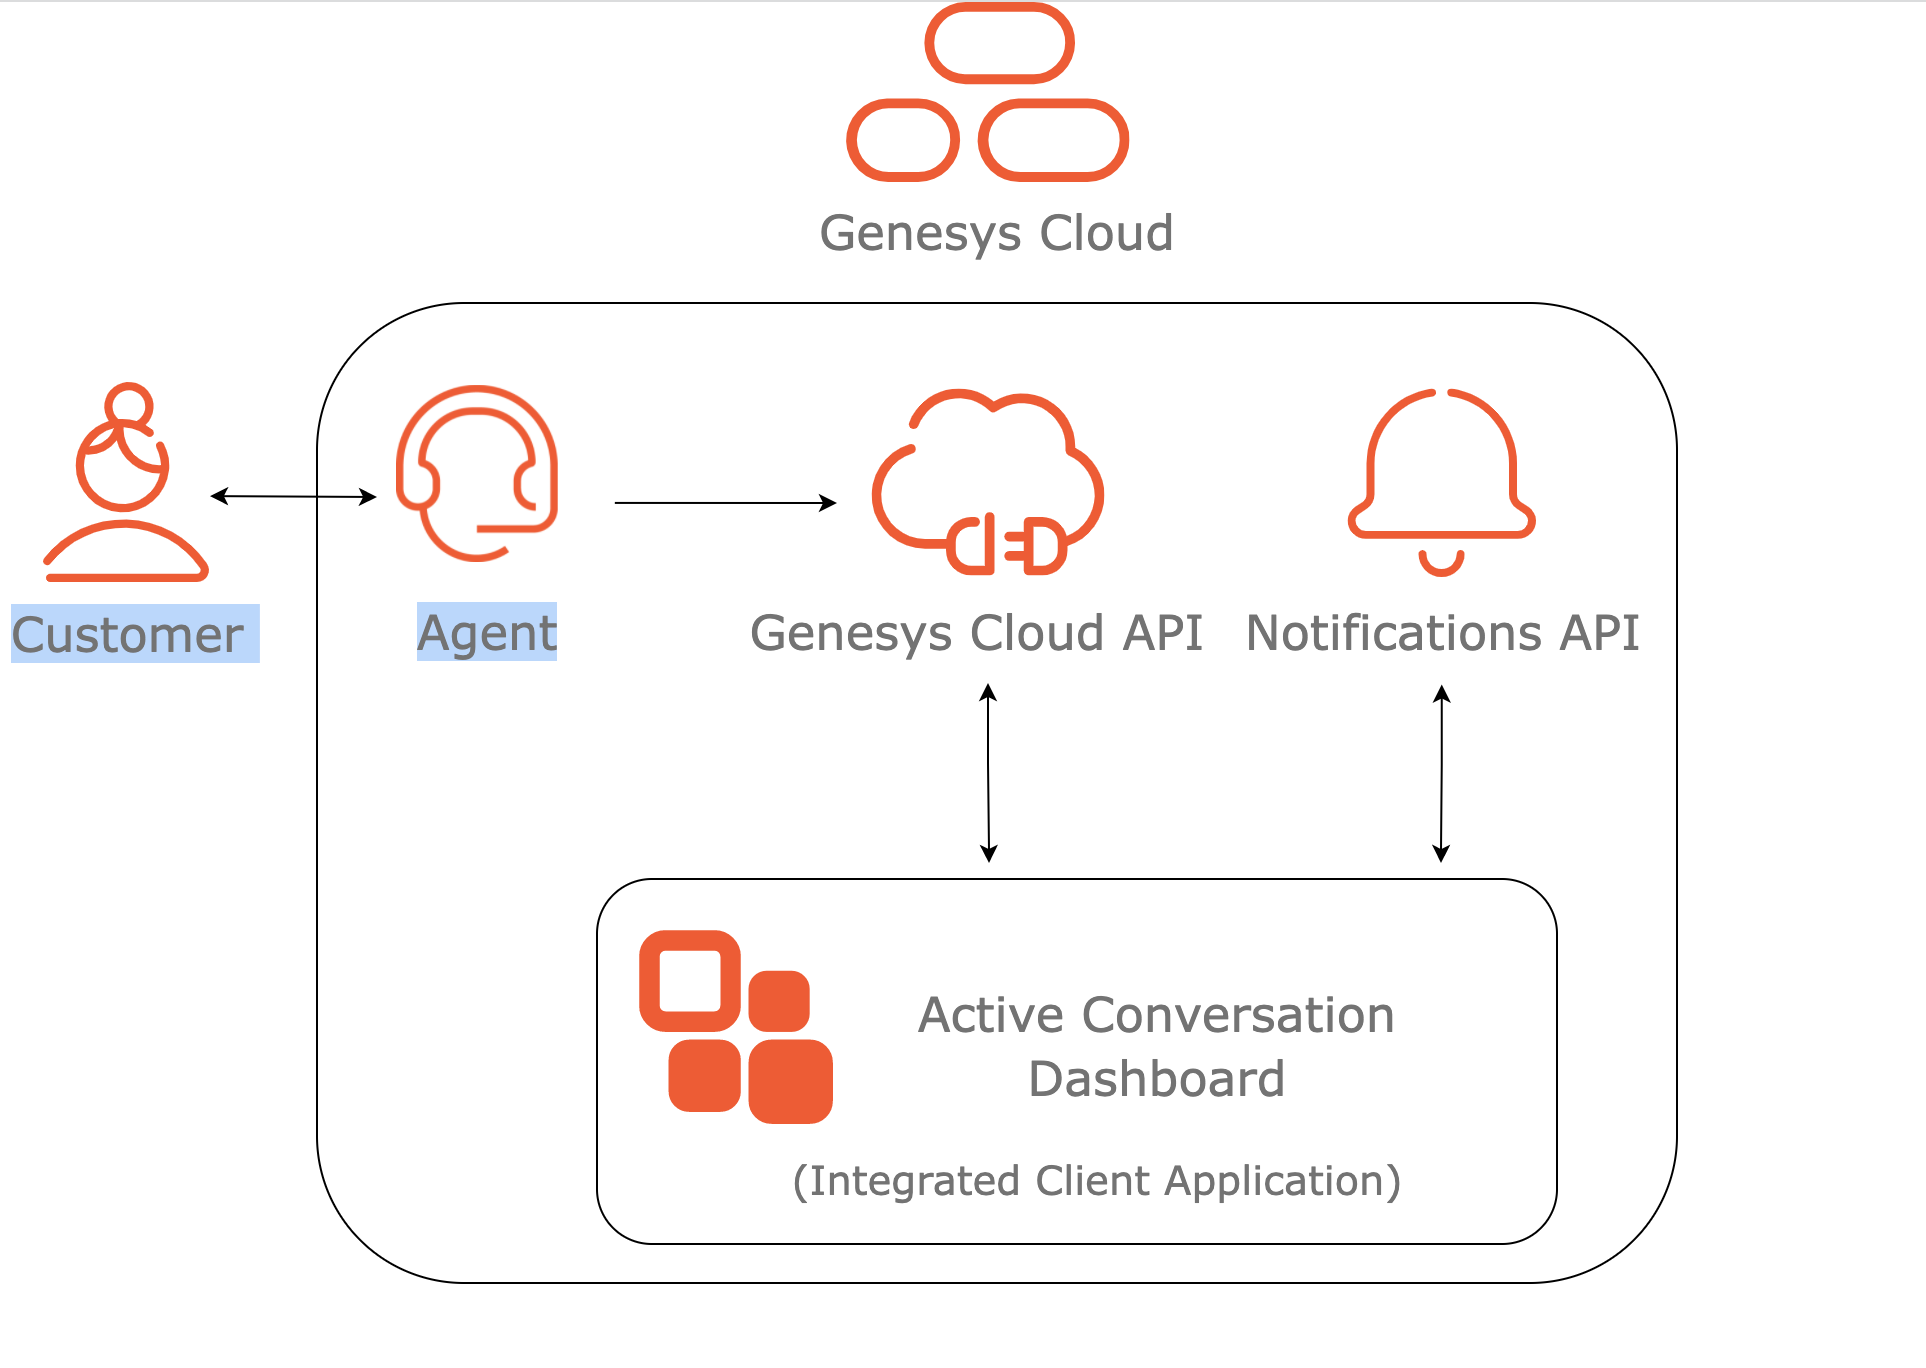 Genesys Cloud
Customer
Agent
Genesys Cloud API
Notifications API
Active Conversation
Dashboard
(Integrated Client Application)